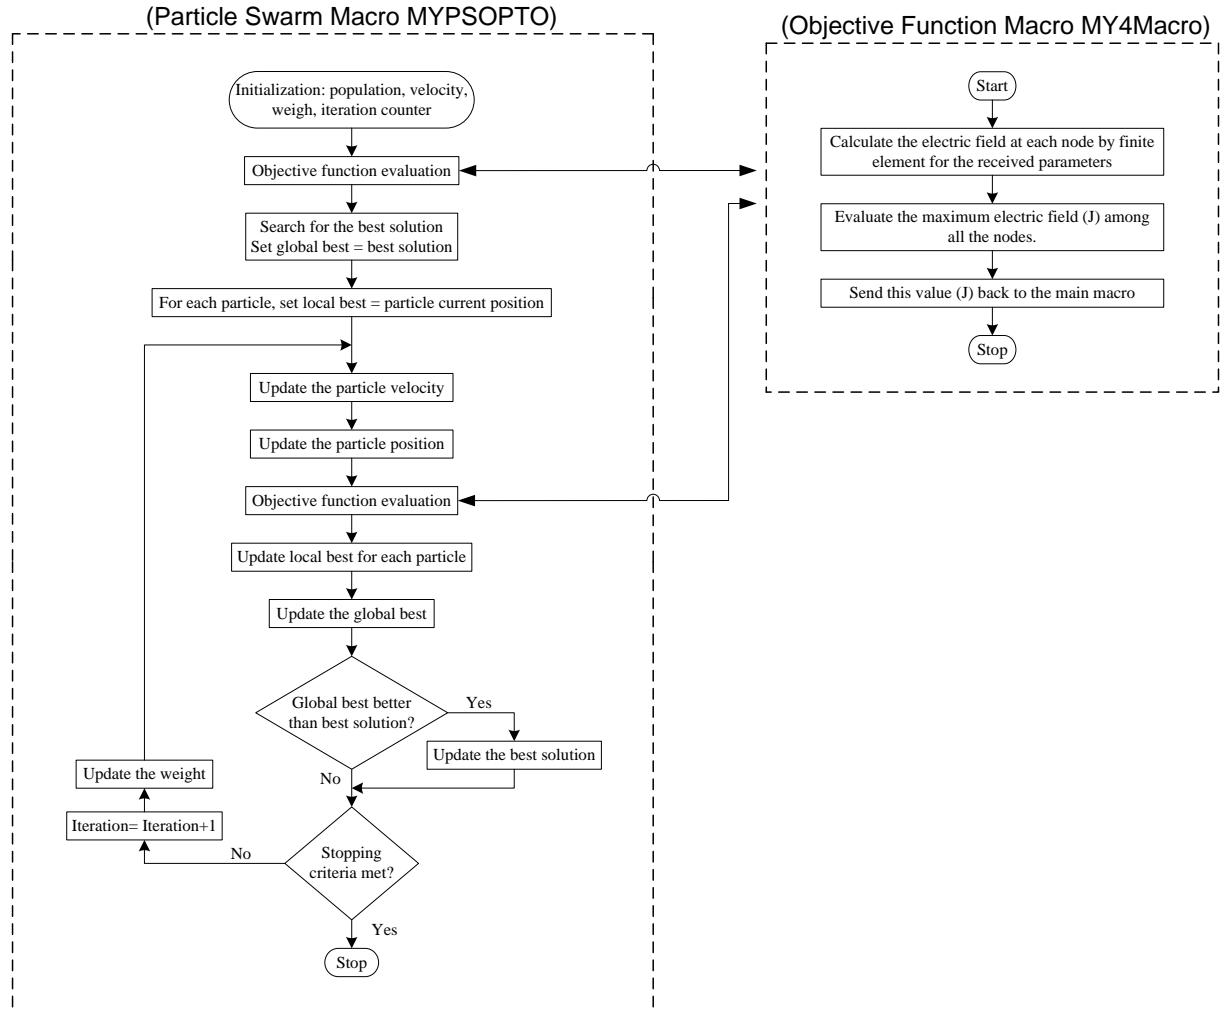 (Particle Swarm Macro MYPSOPTO)
Initialization: population, velocity,
weigh, iteration counter
Objective function evaluation
Search for the best solution
Set global best = best solution
For each particle, set local best = particle current position
Update the particle velocity
Update the particle position
Objective function evaluation
Update local best for each particle
Update the global best
Global best better
than best solution?
Yes
Update the best solution
No
Stopping
criteria met?
No
Iteration= Iteration+1
Update the weight
Yes
Stop
(Objective Function Macro MY4Macro)
Start
Calculate the electric field at each node by finite
element for the received parameters
Evaluate the maximum electric field (J) among
all the nodes.
Send this value (J) back to the main macro
Stop